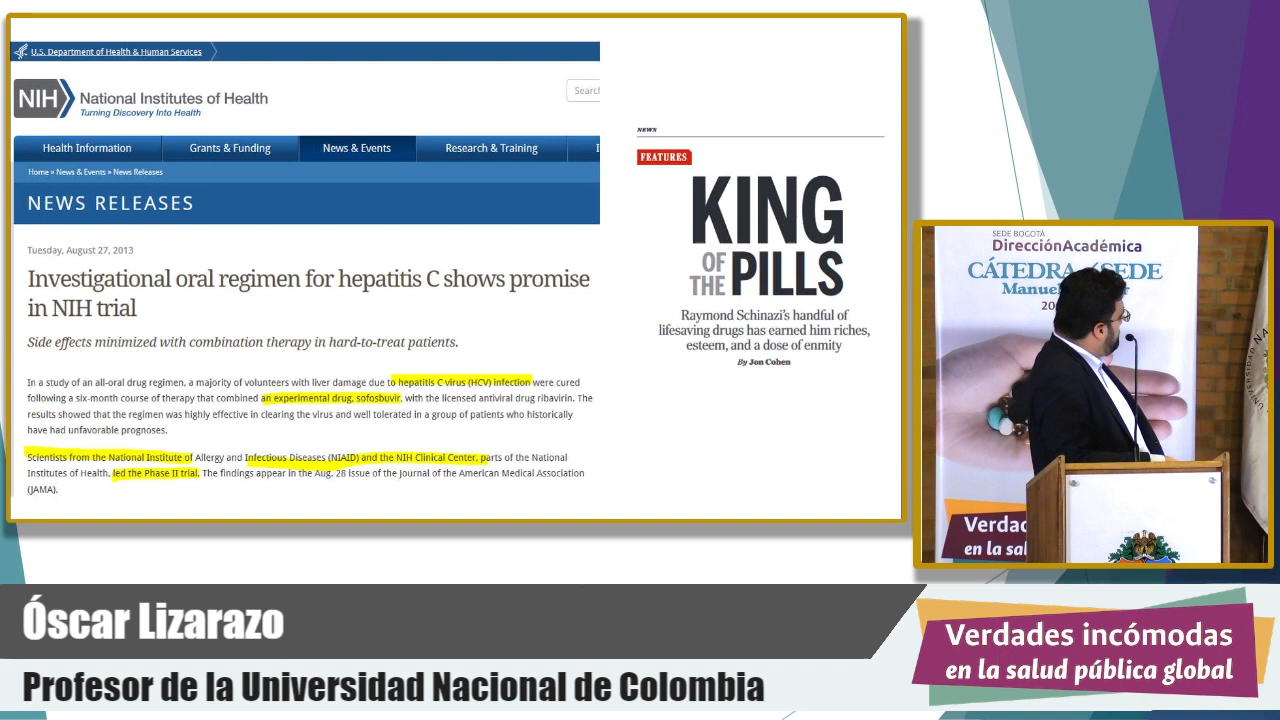 U.S. Department of Health & Human Services
NIH
National Institutes of Health
Turning Discovery Into Health
Search
Health Information
Grants & Funding
News & Events
Research & Training
Home » News & Events » News Releases
NEWS RELEASES
Tuesday, August 27, 2013
Investigational oral regimen for hepatitis C shows promise
in NIH trial
Side effects minimized with combination therapy in hard-to-treat patients.
In a study of an all-oral drug regimen, a majority of volunteers with liver damage due to hepatitis C virus (HCV) infection were cured
following a six-month course of therapy that combined an experimental drug, sofosbuvir, with the licensed antiviral drug ribavirin. The
results showed that the regimen was highly effective in clearing the virus and well tolerated in a group of patients who historically
have had unfavorable prognoses.
Scientists from the National Institute of Allergy and Infectious Diseases (NIAID) and the NIH Clinical Center, parts of the National
Institutes of Health, led the Phase II trial. The findings appear in the Aug. 28 issue of the Journal of the American Medical Association
(JAMA).
NEWS
FEATURES
KING
OF
THE PILLS
Raymond Schinazi's handful of
lifesaving drugs has earned him riches,
esteem, and a dose of enmity
By Jon Cohen
SEDE BOGOTÁ
DirecciónAcadémica
CÁTEDRA SEDE
Manuel
20
Verdad
en la sal
Óscar Lizarazo
Profesor de la Universidad Nacional de Colombia
Verdades incómodas
en la salud pública global